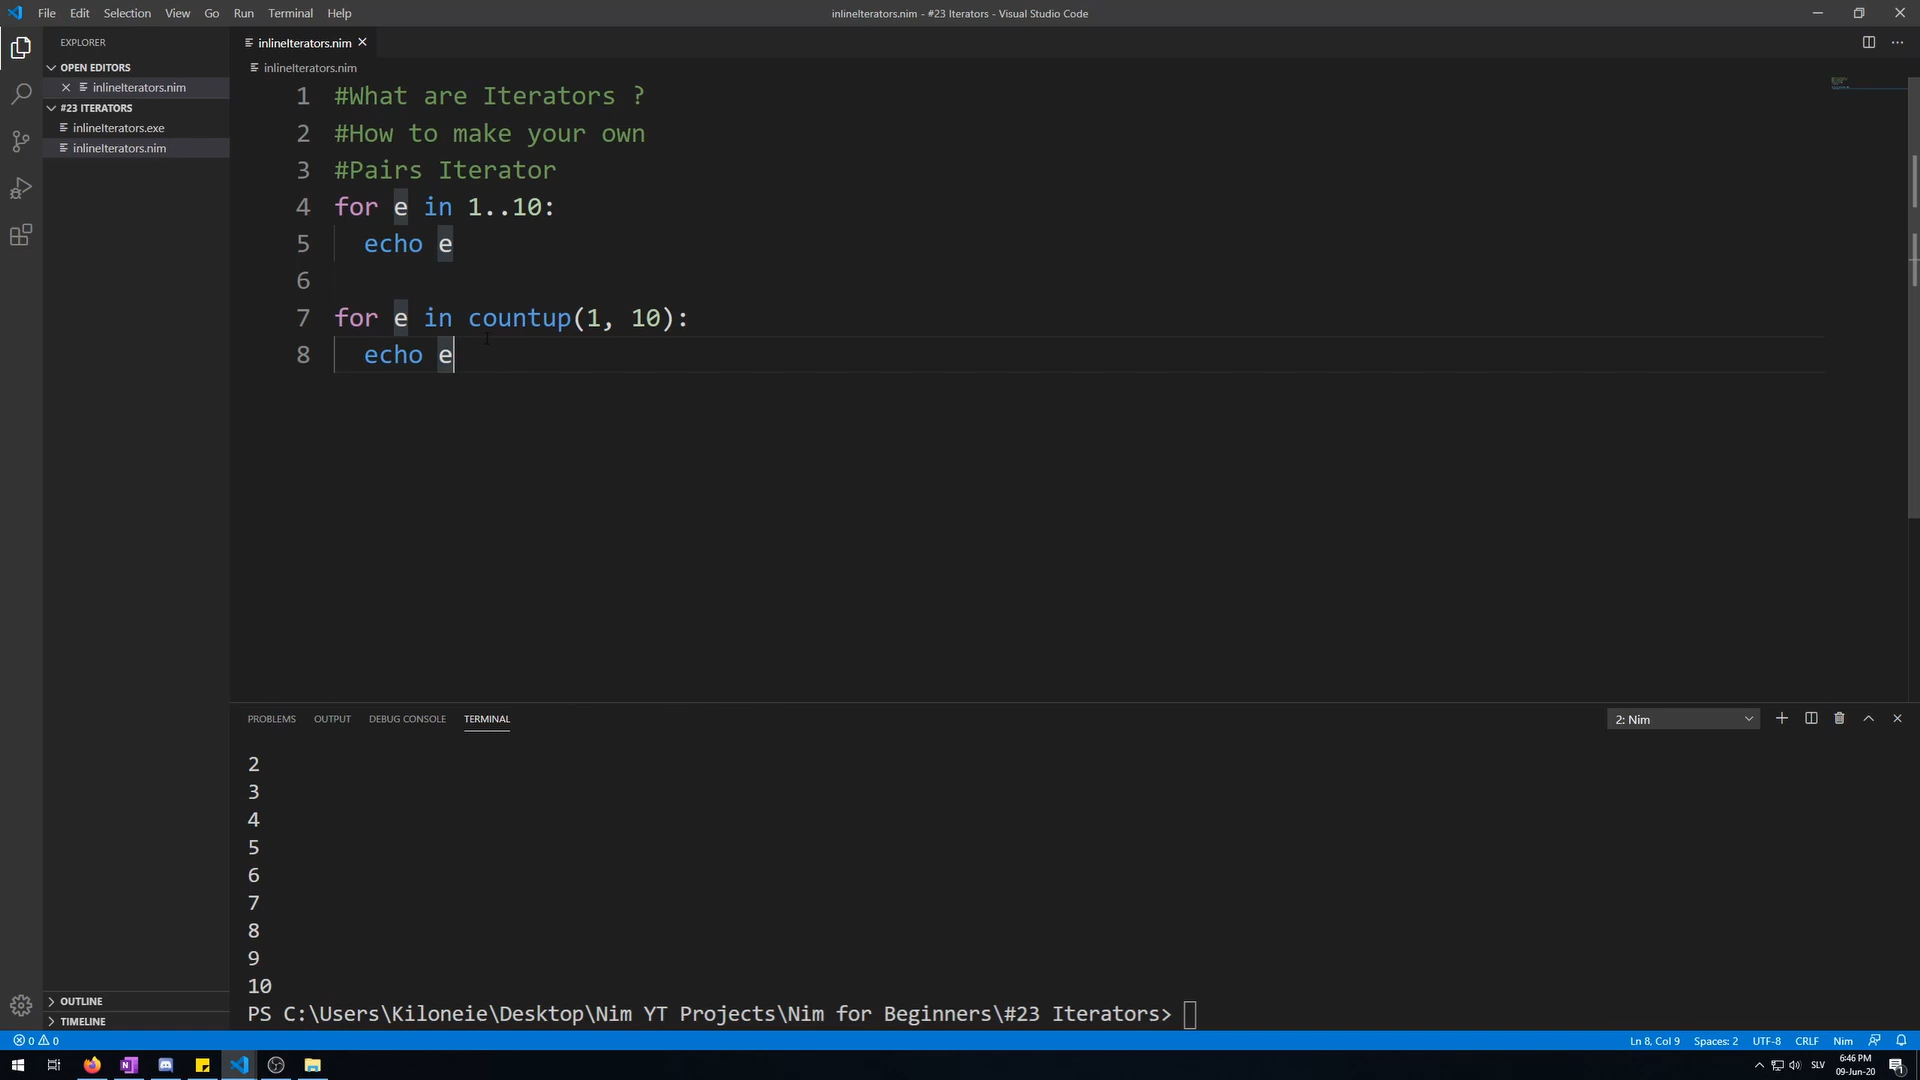 File Edit Selection View Go Run Terminal Help
inlineIterators.nim - #23 Iterators - Visual Studio Code
EXPLORER
OPEN EDITORS
inlineIterators.nim
#23 ITERATORS
inlineIterators.exe
inlineIterators.nim
OUTLINE
TIMELINE
inlineIterators.nim
inlineIterators.nim
1 #What are Iterators ?
2 #How to make your own
3 #Pairs Iterator
4 for e in 1..10:
5 echo e
6
7 for e in countup(1, 10):
8 echo e
PROBLEMS OUTPUT DEBUG CONSOLE TERMINAL
2: Nim
2
3
4
5
6
7
8
9
10
PS C:\Users\Kiloneie\Desktop\Nim YT Projects\Nim for Beginners\#23 Iterators>
0 0
Ln 8, Col 9 Spaces: 2 UTF-8 CRLF Nim
SLV
6:46 PM
09-Jun-20